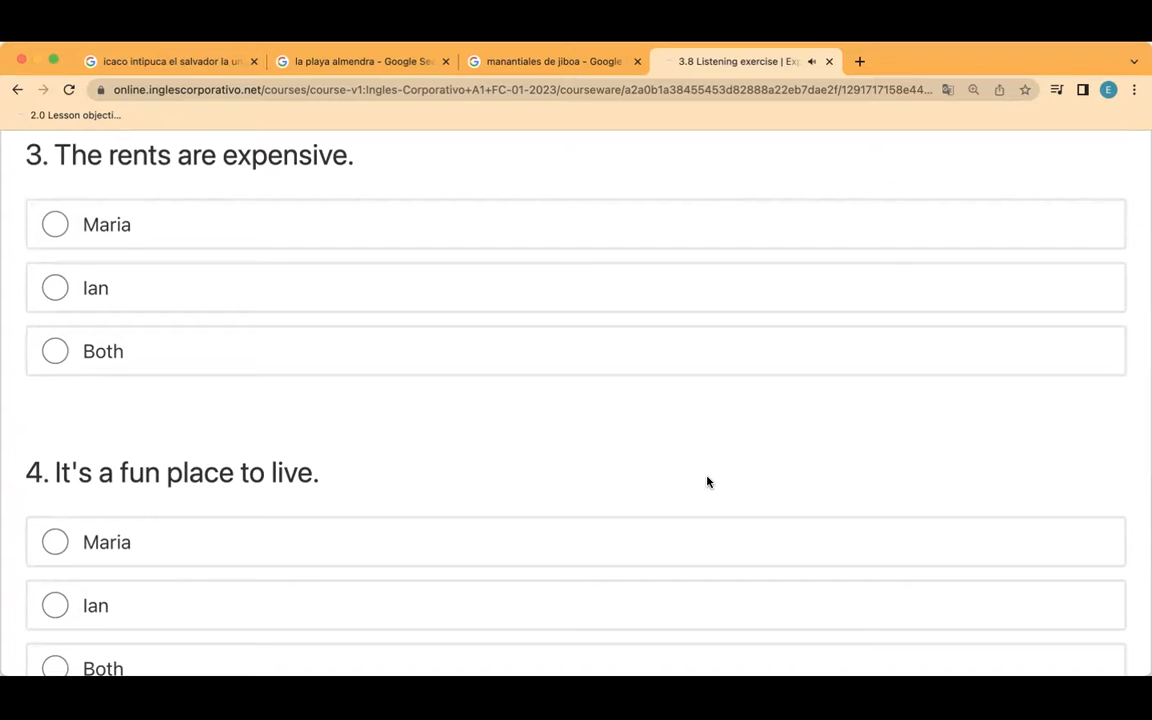 icaco intipuca el salvador la un
la playa almendra - Google Se
manantiales de jiboa - Google
3.8 Listening exercise | Ex
online.inglescorporativo.net/courses/course-v1:Ingles-Corporativo+A1+FC-01-2023/courseware/a2a0b1a38455453d82888a22eb7dae2f/1291717158e44...
E
2.0 Lesson objecti...
3. The rents are expensive.
Maria
Ian
Both
4. It's a fun place to live.
Maria
Ian
Both